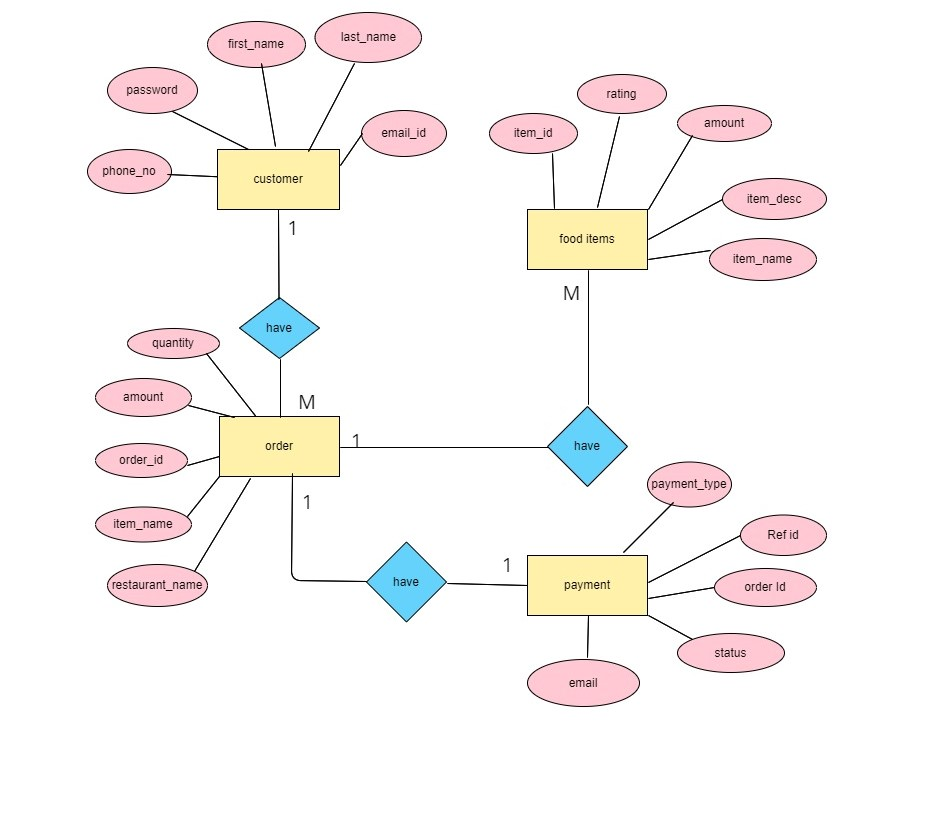 last_name
first_name
password
rating
item_id
amount
email_id
phone_no
customer
item_desc
1
food items
item_name
M
have
quantity
amount
M
order
1
have
order_id
payment_type
1
item_name
Ref id
1
restaurant_name
have
payment
order Id
status
email